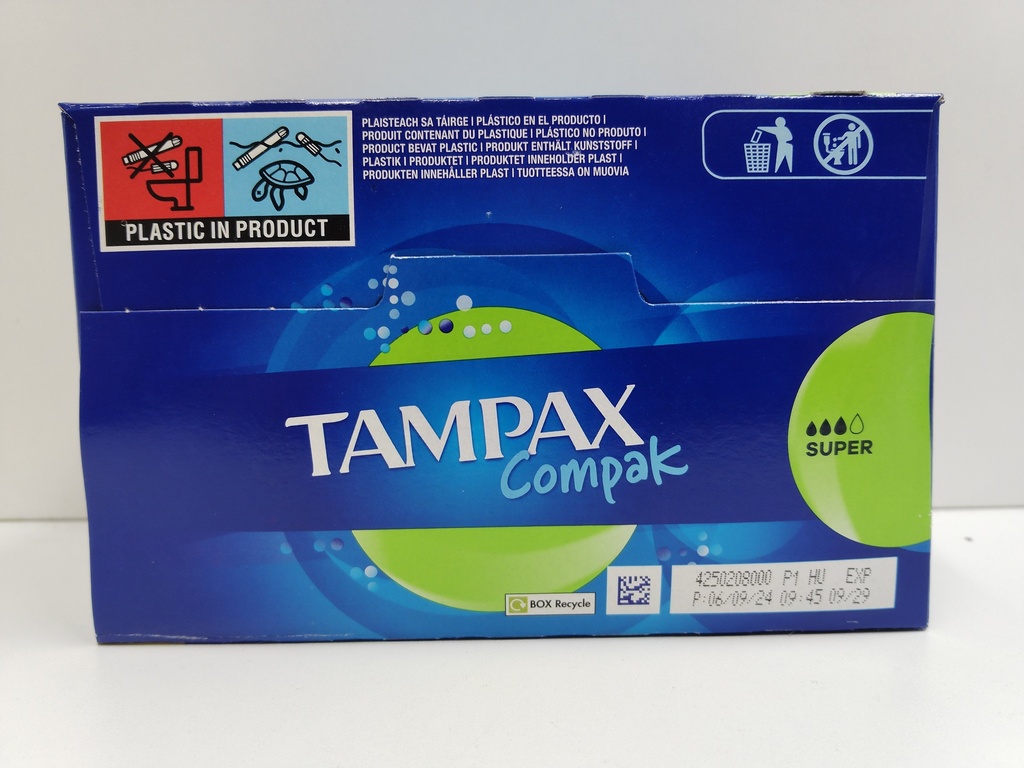 PLASTIC IN PRODUCT
PLAISTEACH SA TÁIRGE I PLÁSTICO EN EL PRODUCTO I
PRODUIT CONTENANT DU PLASTIQUE I PLÁSTICO NO PRODUTO I
PRODUCT BEVAT PLASTIC I PRODUKT ENTHÄLT KUNSTSTOFF I
PLASTIK I PRODUKTET I PRODUKTET INNEHOLDER PLAST I
PRODUKTEN INNEHÅLLER PLAST I TUOTTEESSA ON MUOVIA
TAMPAX
Compak
SUPER
BOX Recycle
4250208000 P1 HU EXP
P:06/09/24 09:45 09/29